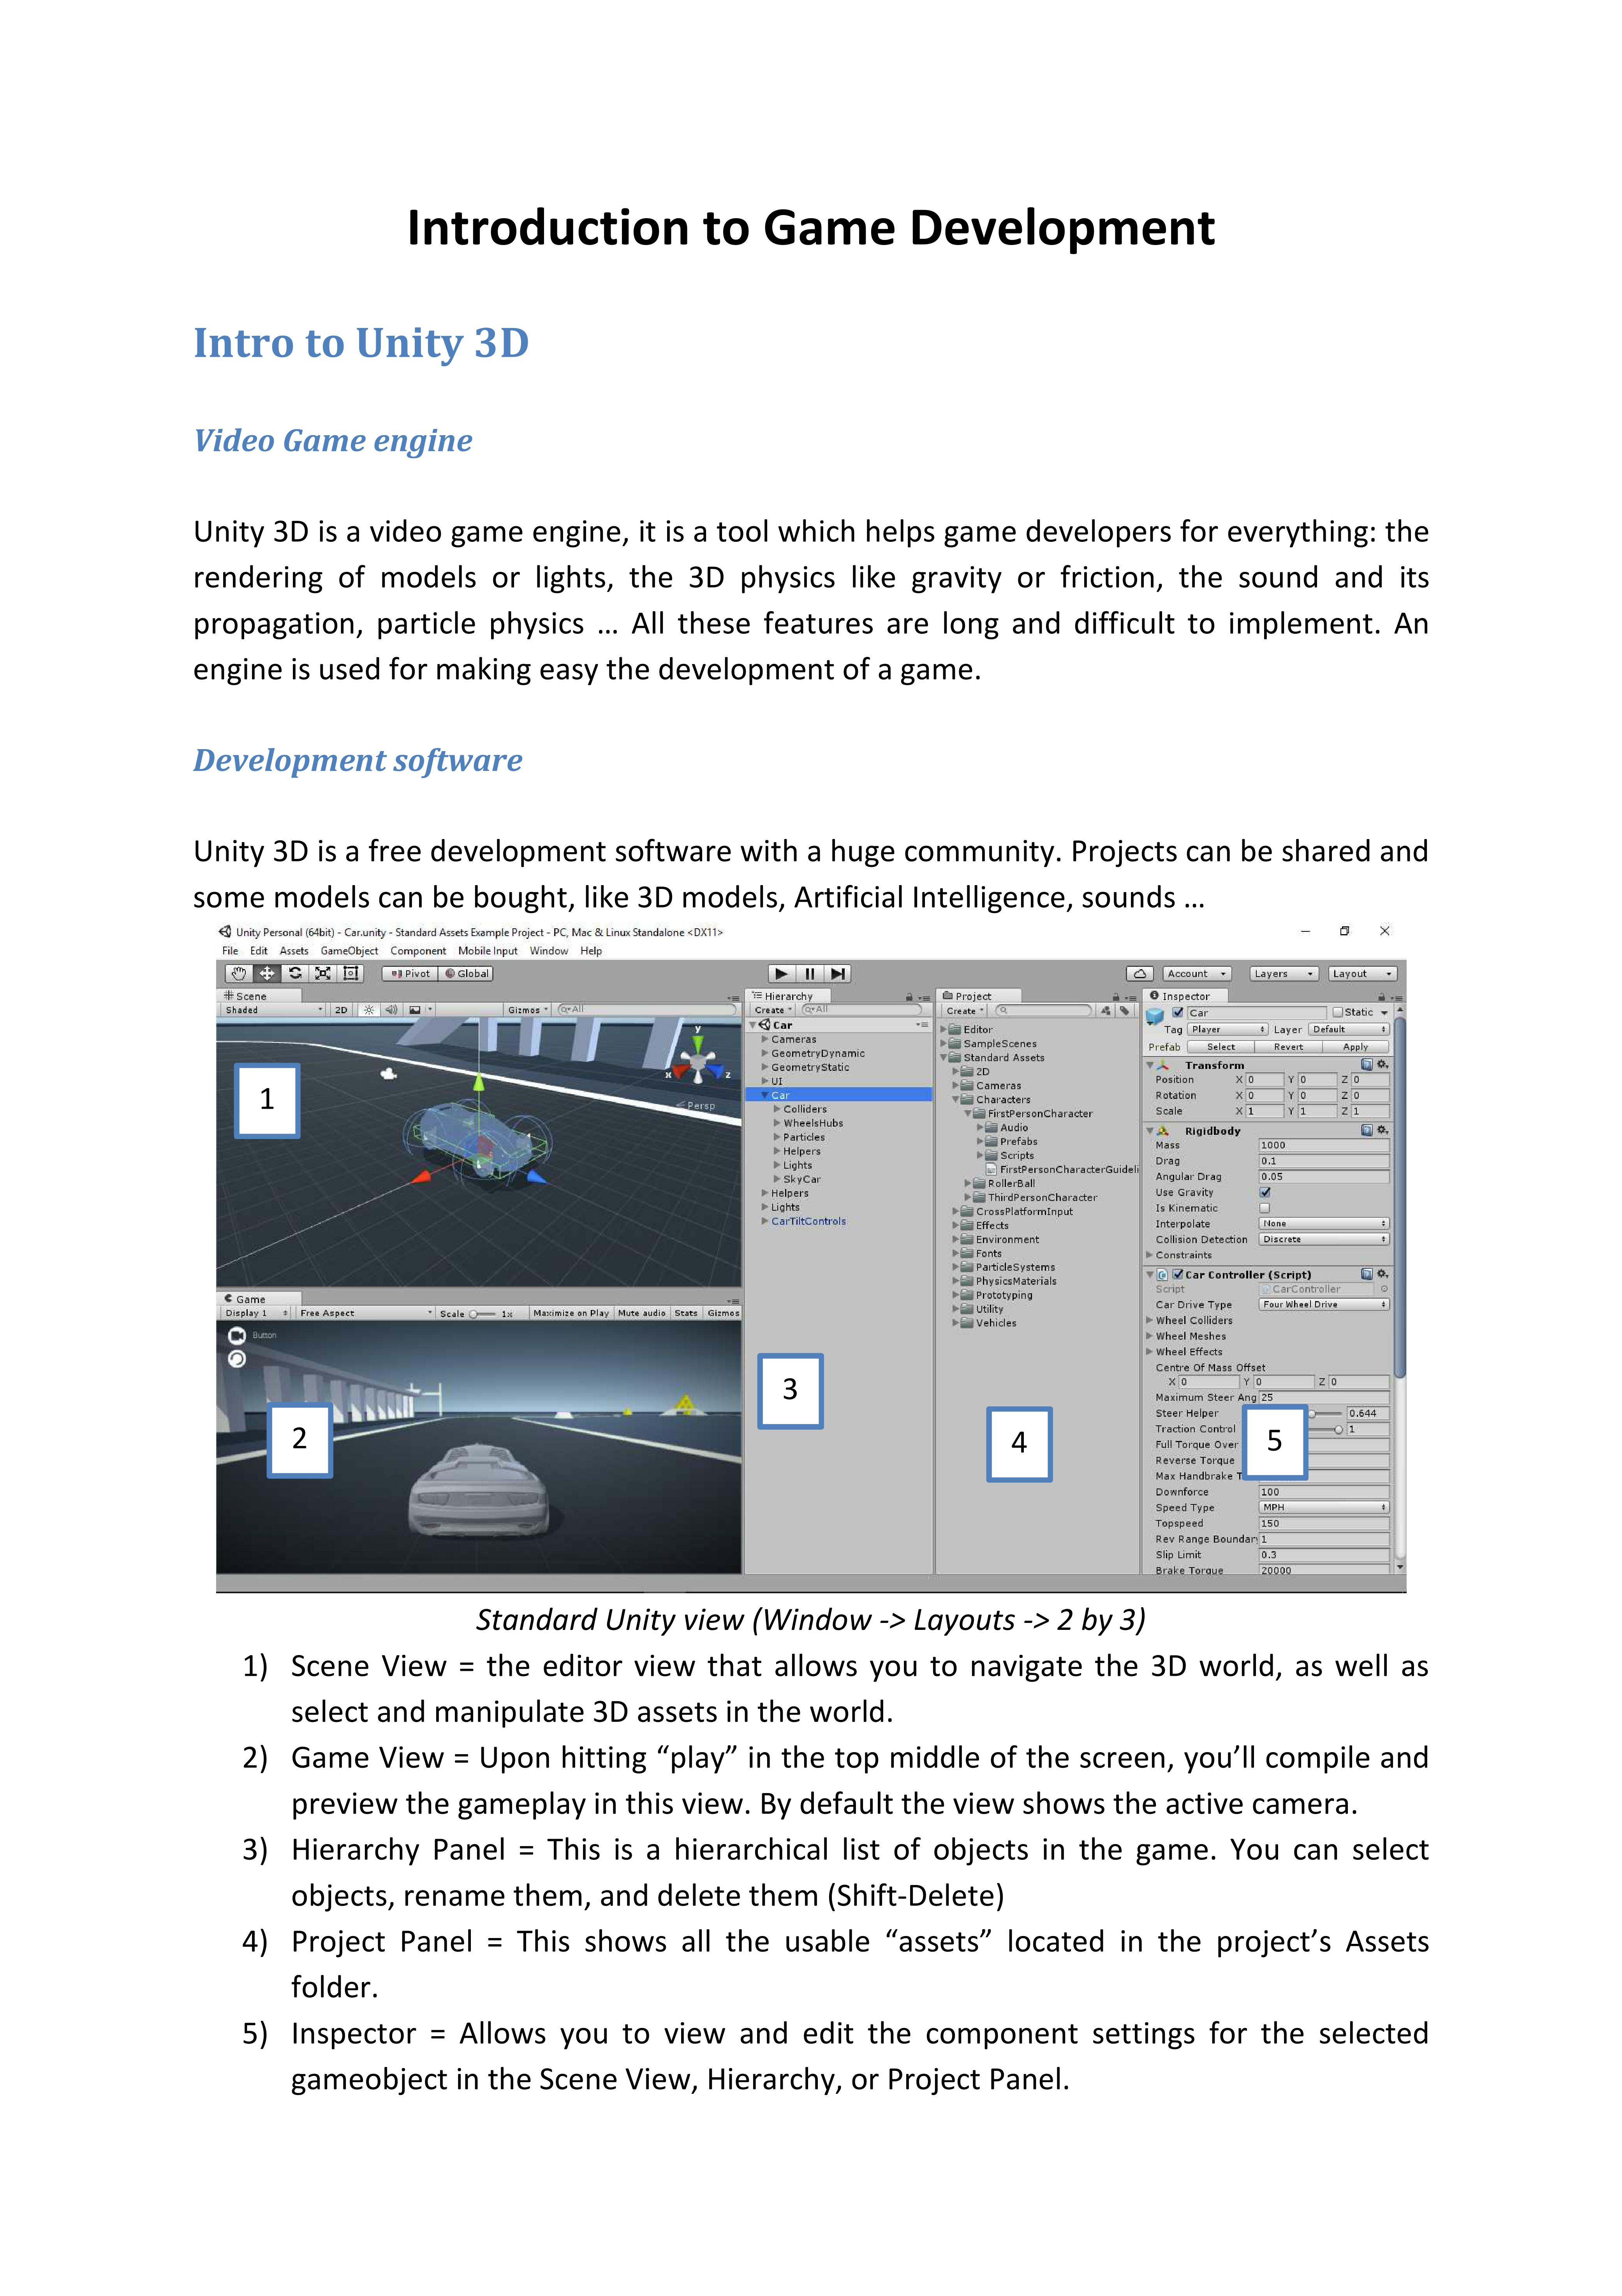 Introduction to Game Development
Intro to Unity 3D
Video Game engine
Unity 3D is a video game engine, it is a tool which helps game developers for everything: the
rendering of models or lights, the 3D physics like gravity or friction, the sound and its
propagation, particle physics … All these features are long and difficult to implement. An
engine is used for making easy the development of a game.
Development software
Unity 3D is a free development software with a huge community. Projects can be shared and
some models can be bought, like 3D models, Artificial Intelligence, sounds …
Unity Personal (64bit) - Car.unity - Standard Assets Example Project - PC, Mac & Linux Standalone <DX11>
File Edit Assets GameObject Component Mobile Input Window Help
Pivot Global Account Layers Layout
Scene
Shaded 2D Gizmos All
y
x z
Persp
1
Game
Display 1 Free Aspect Scale 1x Maximize on Play Mute audio Stats Gizmos
Button
2
Hierarchy
Create All
Car
Cameras
GeometryDynamic
GeometryStatic
UI
Car
Colliders
WheelsHubs
Particles
Helpers
Lights
SkyCar
Helpers
Lights
CarTiltControls
3
Project
Create
Editor
SampleScenes
Standard Assets
2D
Cameras
Characters
FirstPersonCharacter
Audio
Prefabs
Scripts
FirstPersonCharacterGuideli
RollerBall
ThirdPersonCharacter
CrossPlatformInput
Effects
Environment
Fonts
ParticleSystems
PhysicsMaterials
Prototyping
Utility
Vehicles
4
Inspector
Car Static
Tag Player Layer Default
Prefab Select Revert Apply
Transform
Position X 0 Y 0 Z 0
Rotation X 0 Y 0 Z 0
Scale X 1 Y 1 Z 1
Rigidbody
Mass 1000
Drag 0.1
Angular Drag 0.05
Use Gravity
Is Kinematic
Interpolate None
Collision Detection Discrete
Constraints
Car Controller (Script)
Script CarController
Car Drive Type Four Wheel Drive
Wheel Colliders
Wheel Meshes
Wheel Effects
Centre Of Mass Offset
X 0 Y 0 Z 0
Maximum Steer Ang 25
Steer Helper 0.644
Traction Control 1
Full Torque Over
Reverse Torque
Max Handbrake T
5
Downforce 100
Speed Type MPH
Topspeed 150
Rev Range Boundar 1
Slip Limit 0.3
Brake Torque 20000
Standard Unity view (Window -> Layouts -> 2 by 3)
1) Scene View = the editor view that allows you to navigate the 3D world, as well as
select and manipulate 3D assets in the world.
2) Game View = Upon hitting “play” in the top middle of the screen, you’ll compile and
preview the gameplay in this view. By default the view shows the active camera.
3) Hierarchy Panel = This is a hierarchical list of objects in the game. You can select
objects, rename them, and delete them (Shift-Delete)
4) Project Panel = This shows all the usable “assets” located in the project’s Assets
folder.
5) Inspector = Allows you to view and edit the component settings for the selected
gameobject in the Scene View, Hierarchy, or Project Panel.